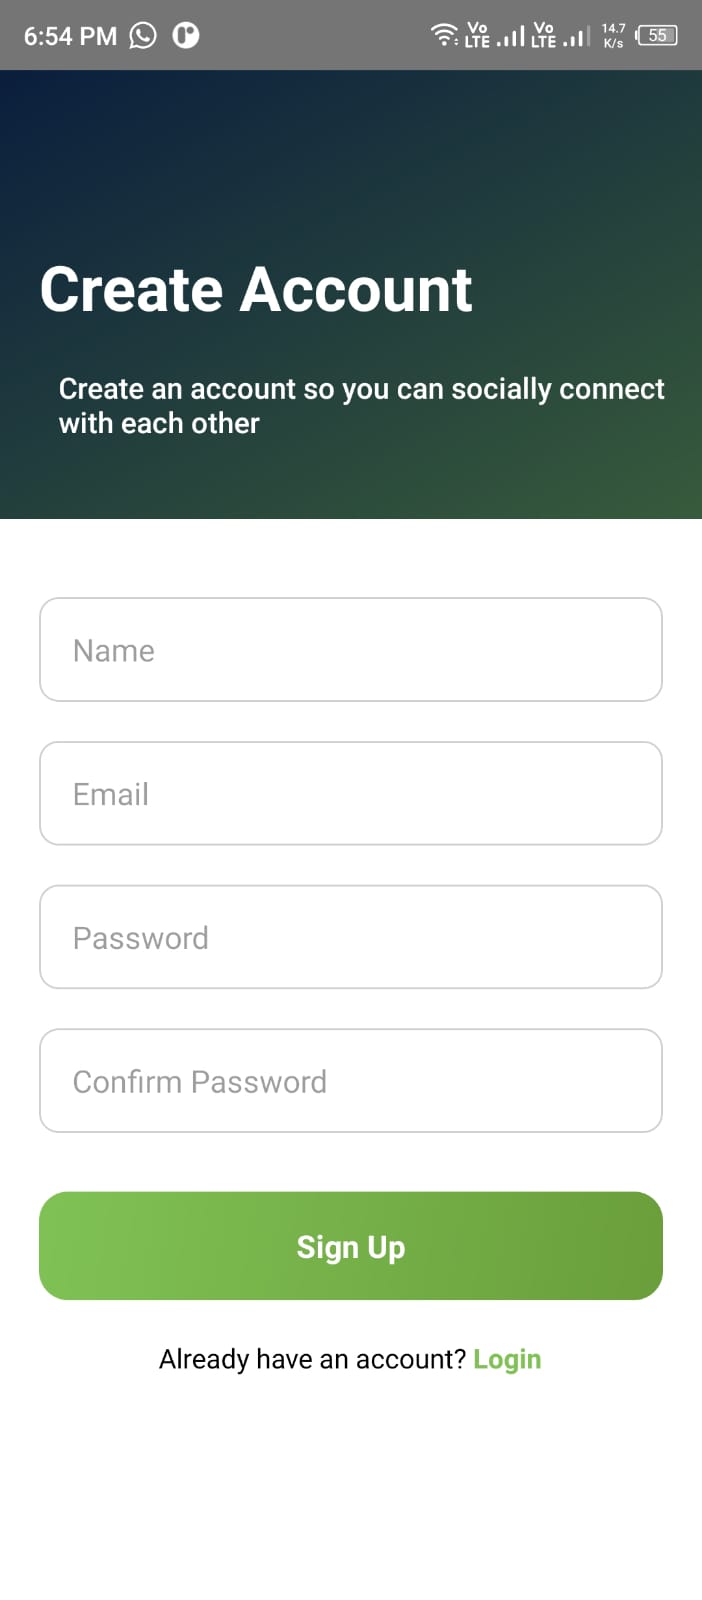 6:54 PM
Vo LTE Vo LTE 14.7 K/s 55
Create Account
Create an account so you can socially connect
with each other
Name
Email
Password
Confirm Password
Sign Up
Already have an account? Login